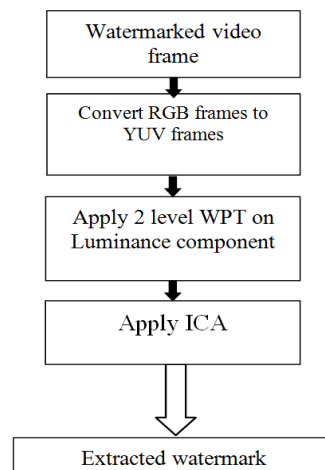 Watermarked video
frame
Convert RGB frames to
YUV frames
Apply 2 level WPT on
Luminance component
Apply ICA
Extracted watermark